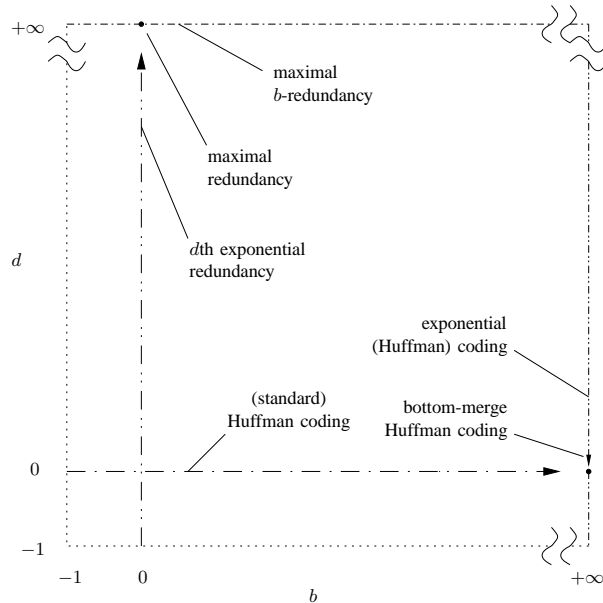 +∞
maximal
b-redundancy
maximal
redundancy
dth exponential
redundancy
d
exponential
(Huffman) coding
(standard)
Huffman coding
bottom-merge
Huffman coding
0
−1
−1
0
b
+∞